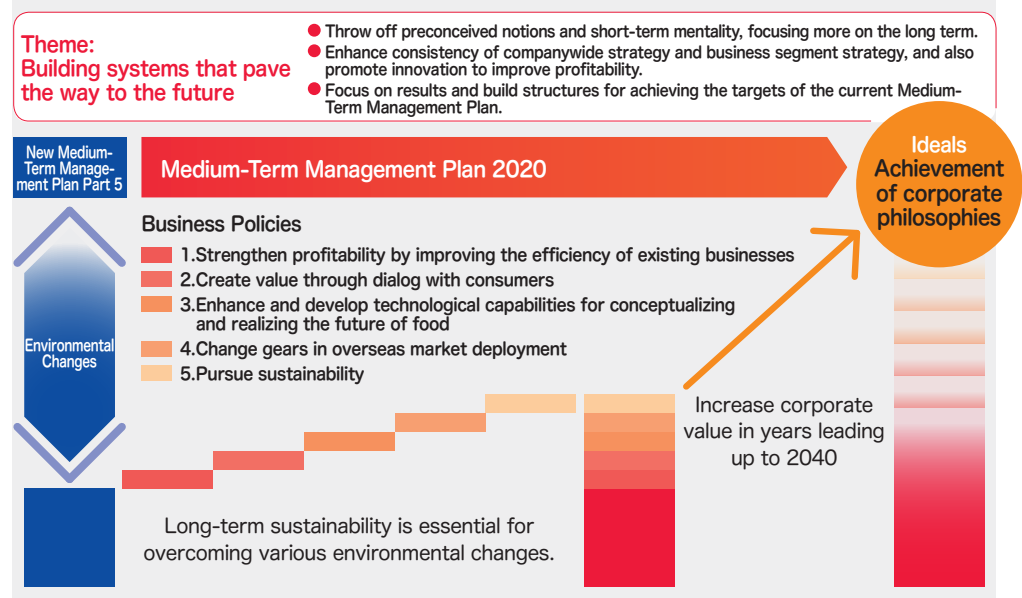 Theme:
Building systems that pave
the way to the future
● Throw off preconceived notions and short-term mentality, focusing more on the long term.
● Enhance consistency of companywide strategy and business segment strategy, and also
promote innovation to improve profitability.
● Focus on results and build structures for achieving the targets of the current Medium-
Term Management Plan.
New Medium-
Term Manage-
ment Plan Part 5
Medium-Term Management Plan 2020
Ideals
Achievement
of corporate
philosophies
Business Policies
1.Strengthen profitability by improving the efficiency of existing businesses
2.Create value through dialog with consumers
3.Enhance and develop technological capabilities for conceptualizing
and realizing the future of food
4.Change gears in overseas market deployment
5.Pursue sustainability
Environmental
Changes
Increase corporate
value in years leading
up to 2040
Long-term sustainability is essential for
overcoming various environmental changes.